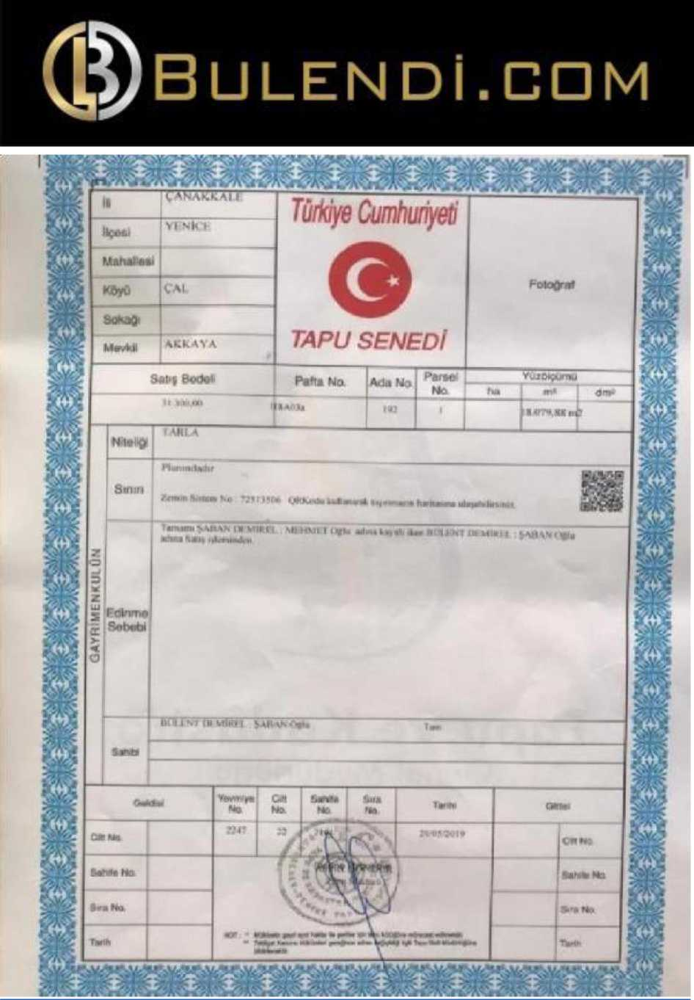 BULENDİ.COM
İli
ÇANAKKALE
İlçesi
YENİCE
Mahallesi
Köyü
ÇAL
Sokağı
Mevkii
AKKAYA
Türkiye Cumhuriyeti
TAPU SENEDİ
Fotoğraf
Satış Bedeli
Pafta No.
Ada No.
Parsel No.
Yüzölçümü
ha
m²
dm²
31.300,00
192
1
18.079,88 m2
GAYRİMENKULÜN
Niteliği
TARLA
Sınırı
Planındadır
Zemin Sistem No : 72513506 QRKodu kullanarak taşınmazın haritasına ulaşabilirsiniz.
Edinme Sebebi
Tamamı ŞABAN DEMİREL : MEHMET Oğlu adına kayıtlı iken BÜLENT DEMİREL : ŞABAN Oğlu
adına Satış işleminden.
Sahibi
BÜLENT DEMİREL : ŞABAN Oğlu
Tam
Geldisi
Yevmiye No.
Cilt No.
Sahife No.
Sıra No.
Tarihi
Gittisi
2247
22
20/05/2019
Cilt No.
Cilt No.
Sahife No.
Sahife No.
Sıra No.
Sıra No.
Tarih
Tarih
NOT :